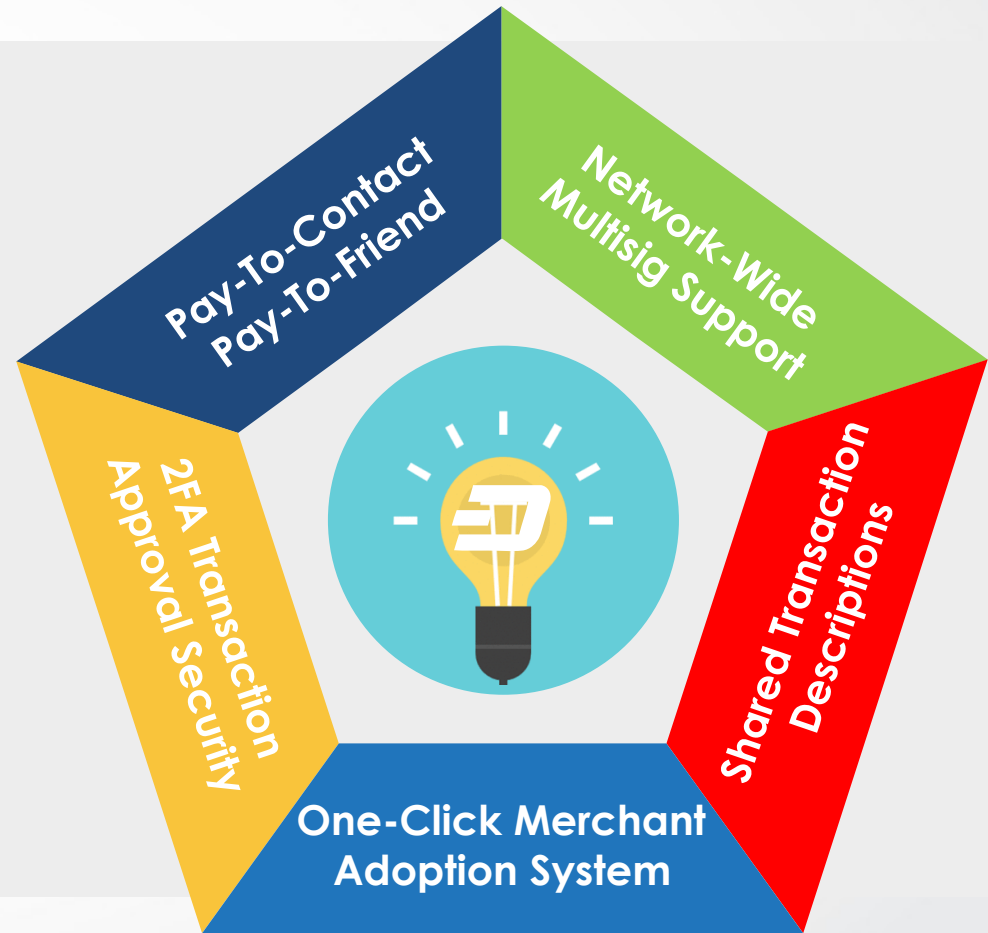 Pay-To-Contact
Pay-To-Friend
Network-Wide
Multisig Support
2FA Transaction
Approval Security
Shared Transaction
Descriptions
One-Click Merchant
Adoption System